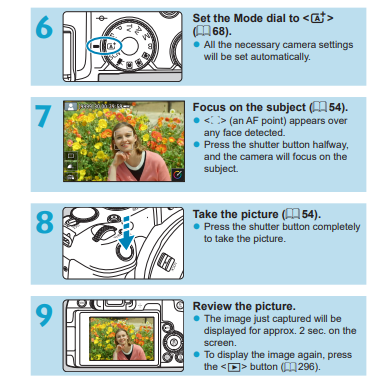 6
Set the Mode dial to <A+>
(68).
● All the necessary camera settings
will be set automatically.
7
Focus on the subject (54).
● < > (an AF point) appears over
any face detected.
● Press the shutter button halfway,
and the camera will focus on the
subject.
8
Take the picture (54).
● Press the shutter button completely
to take the picture.
9
Review the picture.
● The image just captured will be
displayed for approx. 2 sec. on the
screen.
● To display the image again, press
the <▶> button (296).